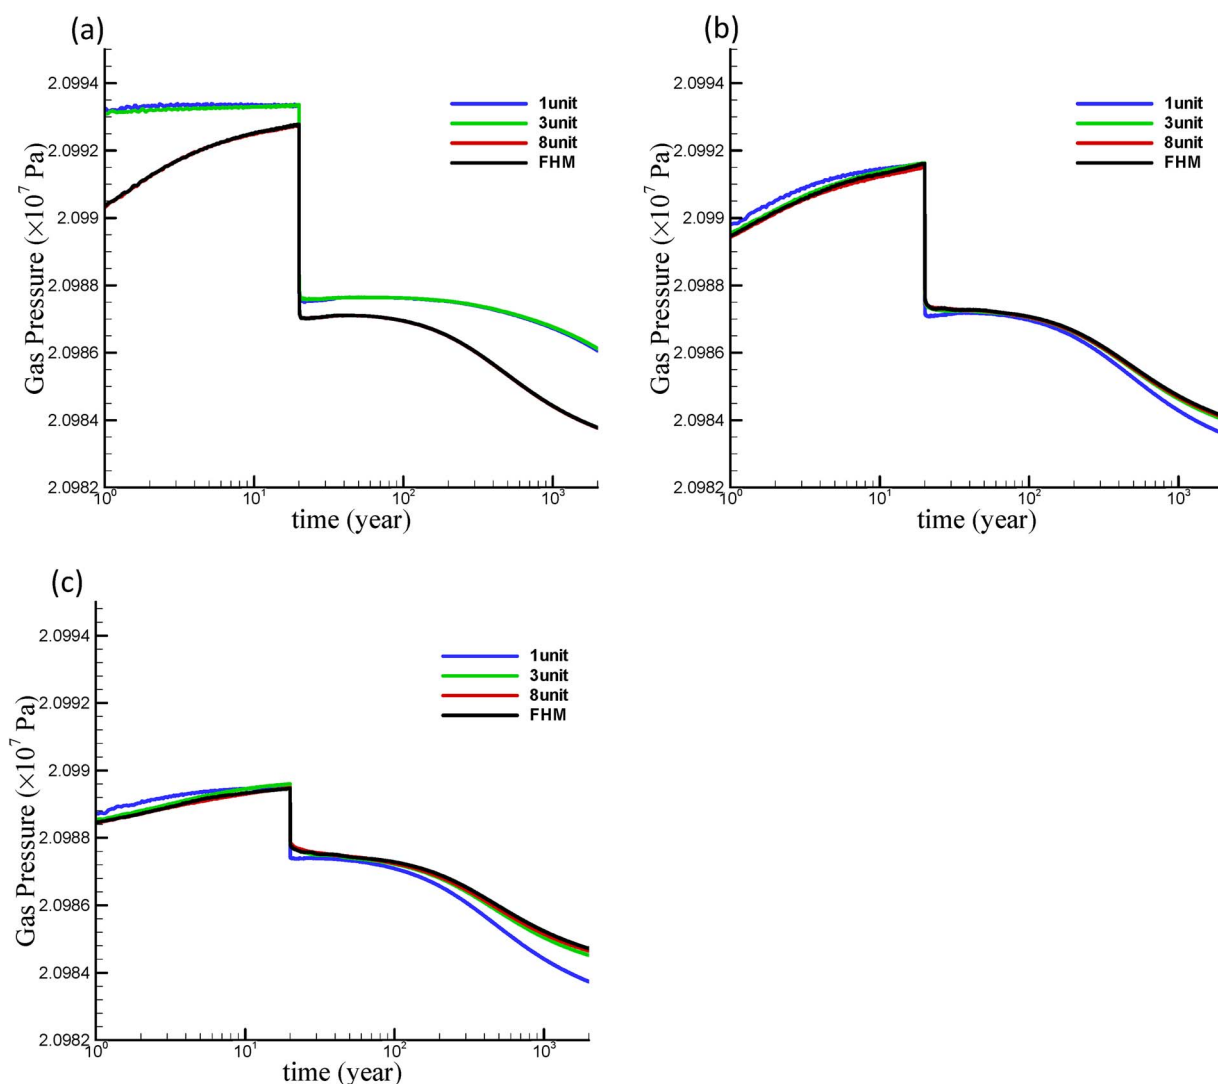 (a)
Gas Pressure (×10⁷ Pa)
2.0994
2.0992
2.099
2.0988
2.0986
2.0984
2.0982
1unit
3unit
8unit
FHM
10⁰
10¹
10²
10³
time (year)
(b)
Gas Pressure (×10⁷ Pa)
2.0994
2.0992
2.099
2.0988
2.0986
2.0984
2.0982
1unit
3unit
8unit
FHM
10⁰
10¹
10²
10³
time (year)
(c)
Gas Pressure (×10⁷ Pa)
2.0994
2.0992
2.099
2.0988
2.0986
2.0984
2.0982
1unit
3unit
8unit
FHM
10⁰
10¹
10²
10³
time (year)